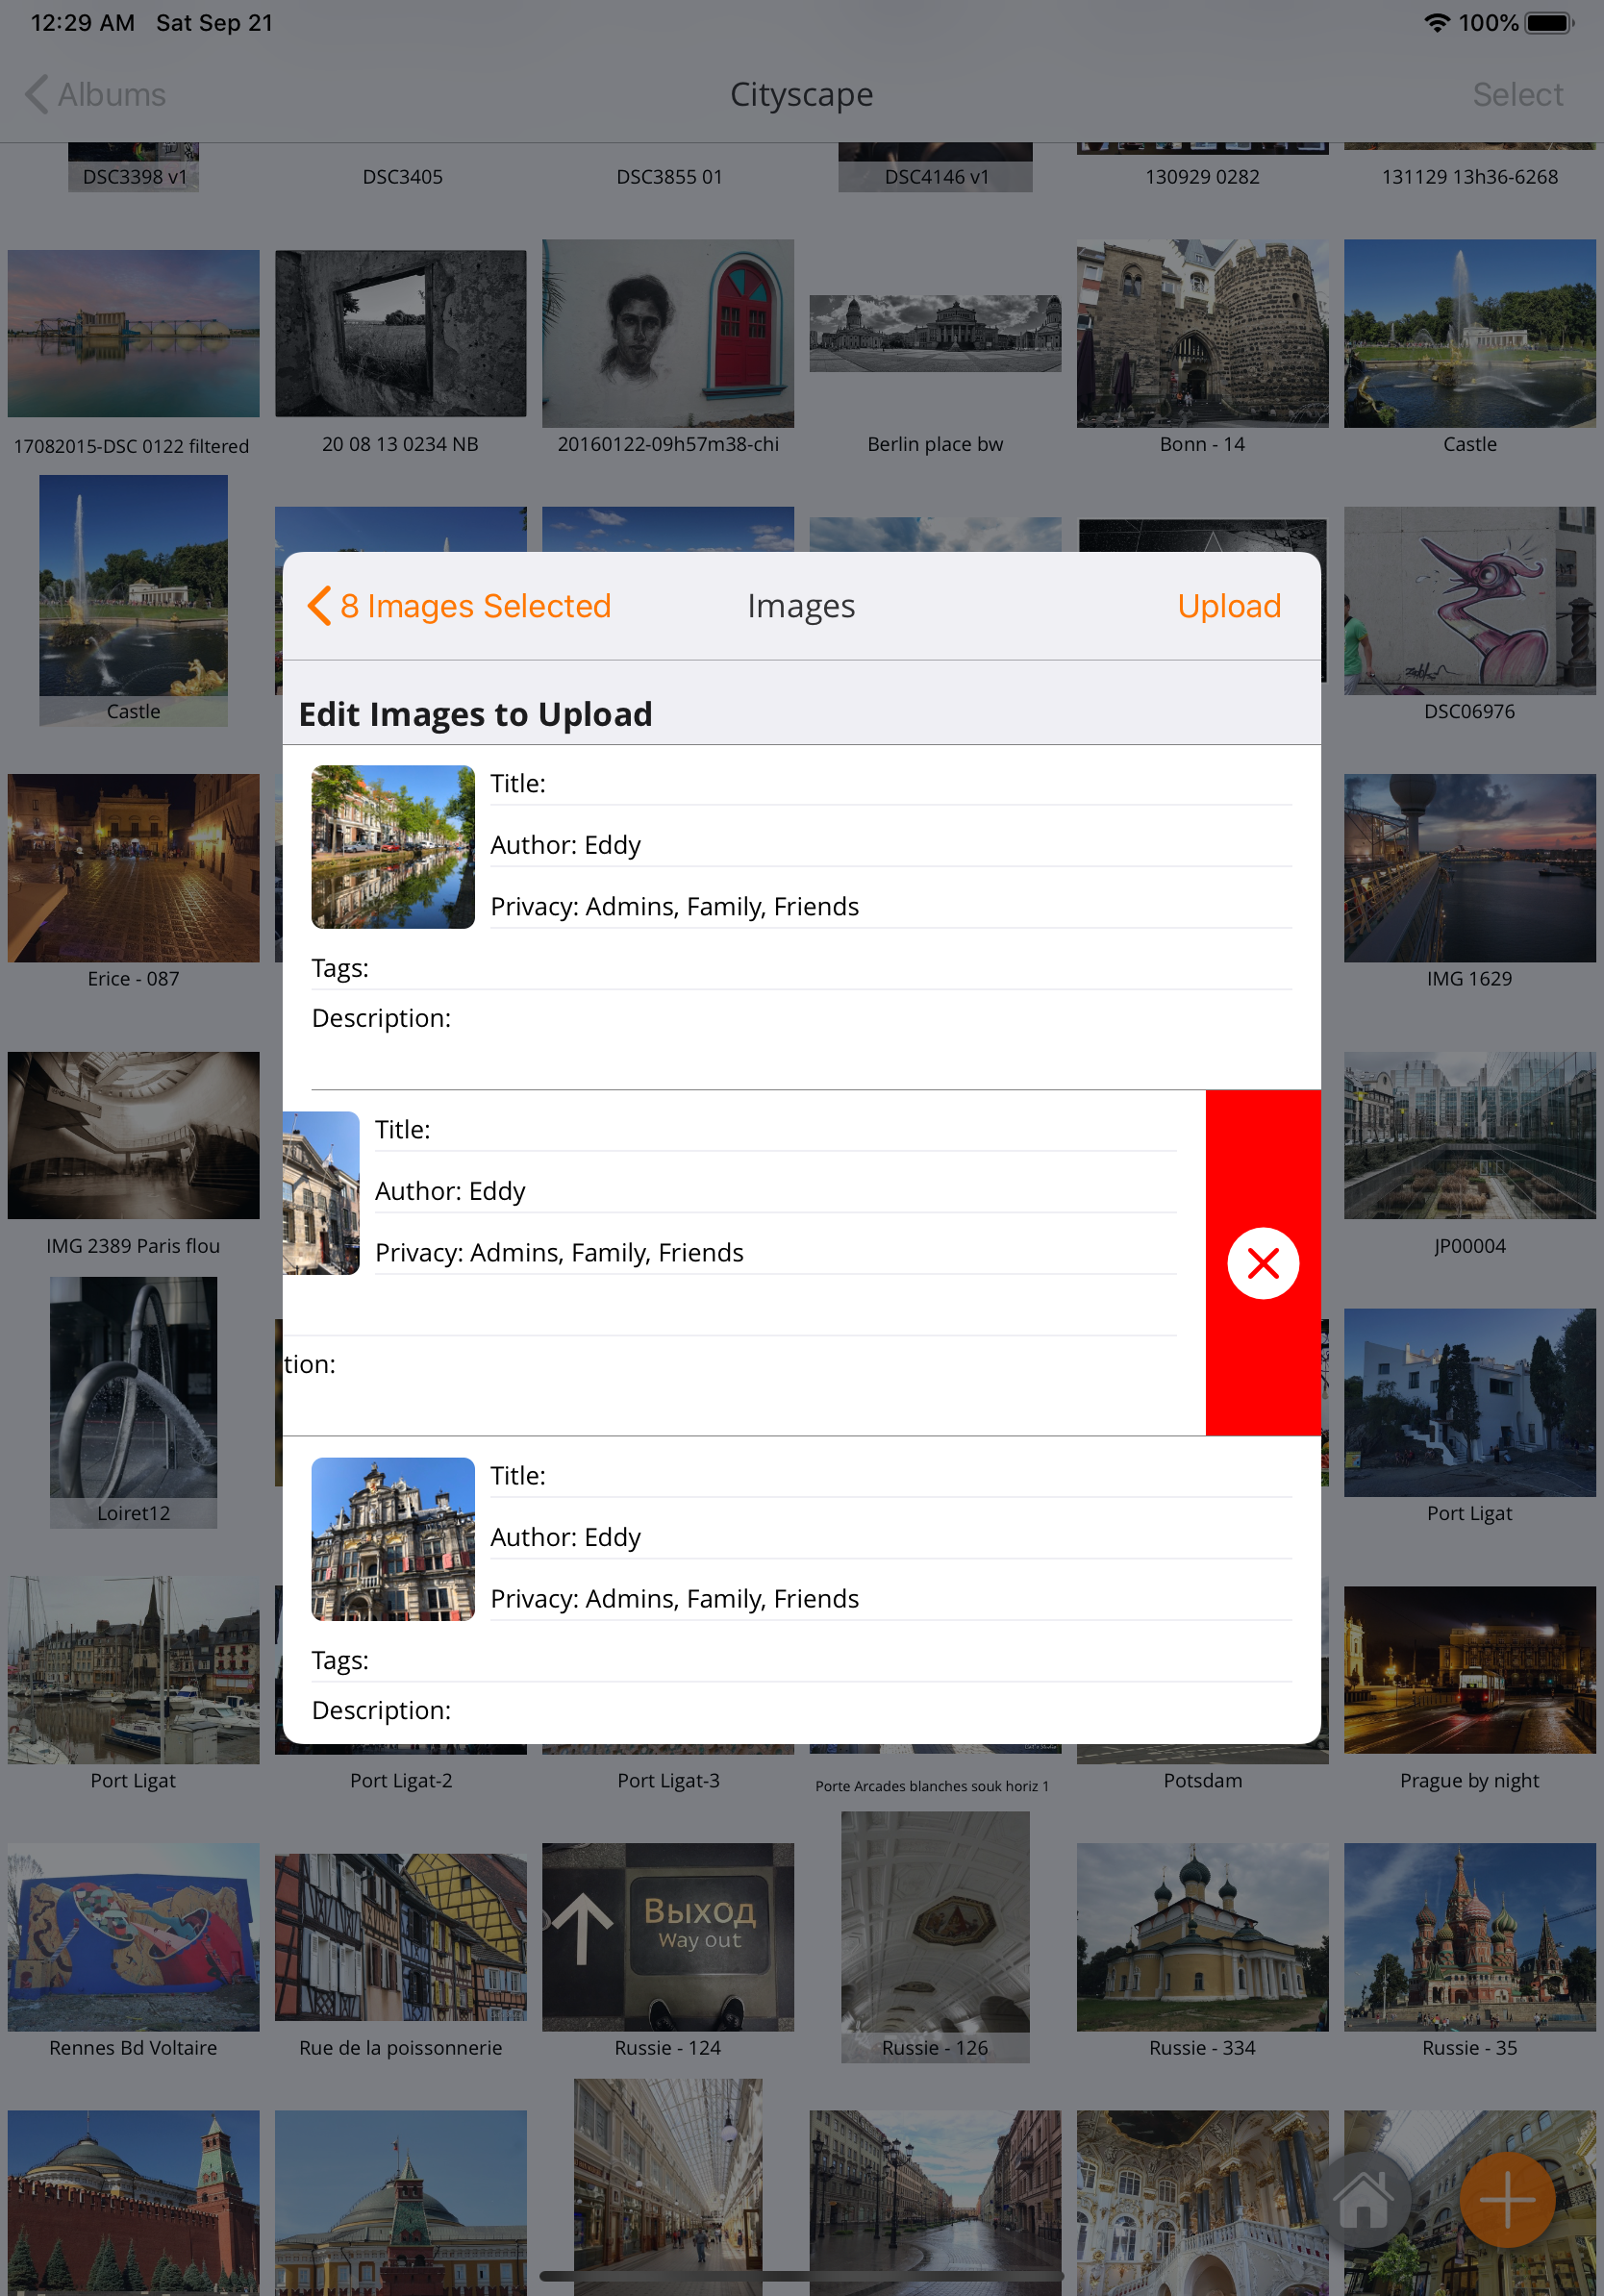 12:29 AM Sat Sep 21
100%
Albums
Cityscape
Select
DSC3398 v1
DSC3405
DSC3855 01
DSC4146 v1
130929 0282
131129 13h36-6268
17082015-DSC 0122 filtered
20 08 13 0234 NB
20160122-09h57m38-chi
Berlin place bw
Bonn - 14
Castle
Castle
DSC06976
8 Images Selected
Images
Upload
Edit Images to Upload
Title:
Author: Eddy
Privacy: Admins, Family, Friends
Tags:
Description:
Title:
Author: Eddy
Privacy: Admins, Family, Friends
tion:
Title:
Author: Eddy
Privacy: Admins, Family, Friends
Tags:
Description:
Erice - 087
IMG 1629
IMG 2389 Paris flou
JP00004
Loiret12
Port Ligat
Port Ligat
Port Ligat-2
Port Ligat-3
Porte Arcades blanches souk horiz 1
Potsdam
Prague by night
Выход
Way out
Rennes Bd Voltaire
Rue de la poissonnerie
Russie - 124
Russie - 126
Russie - 334
Russie - 35